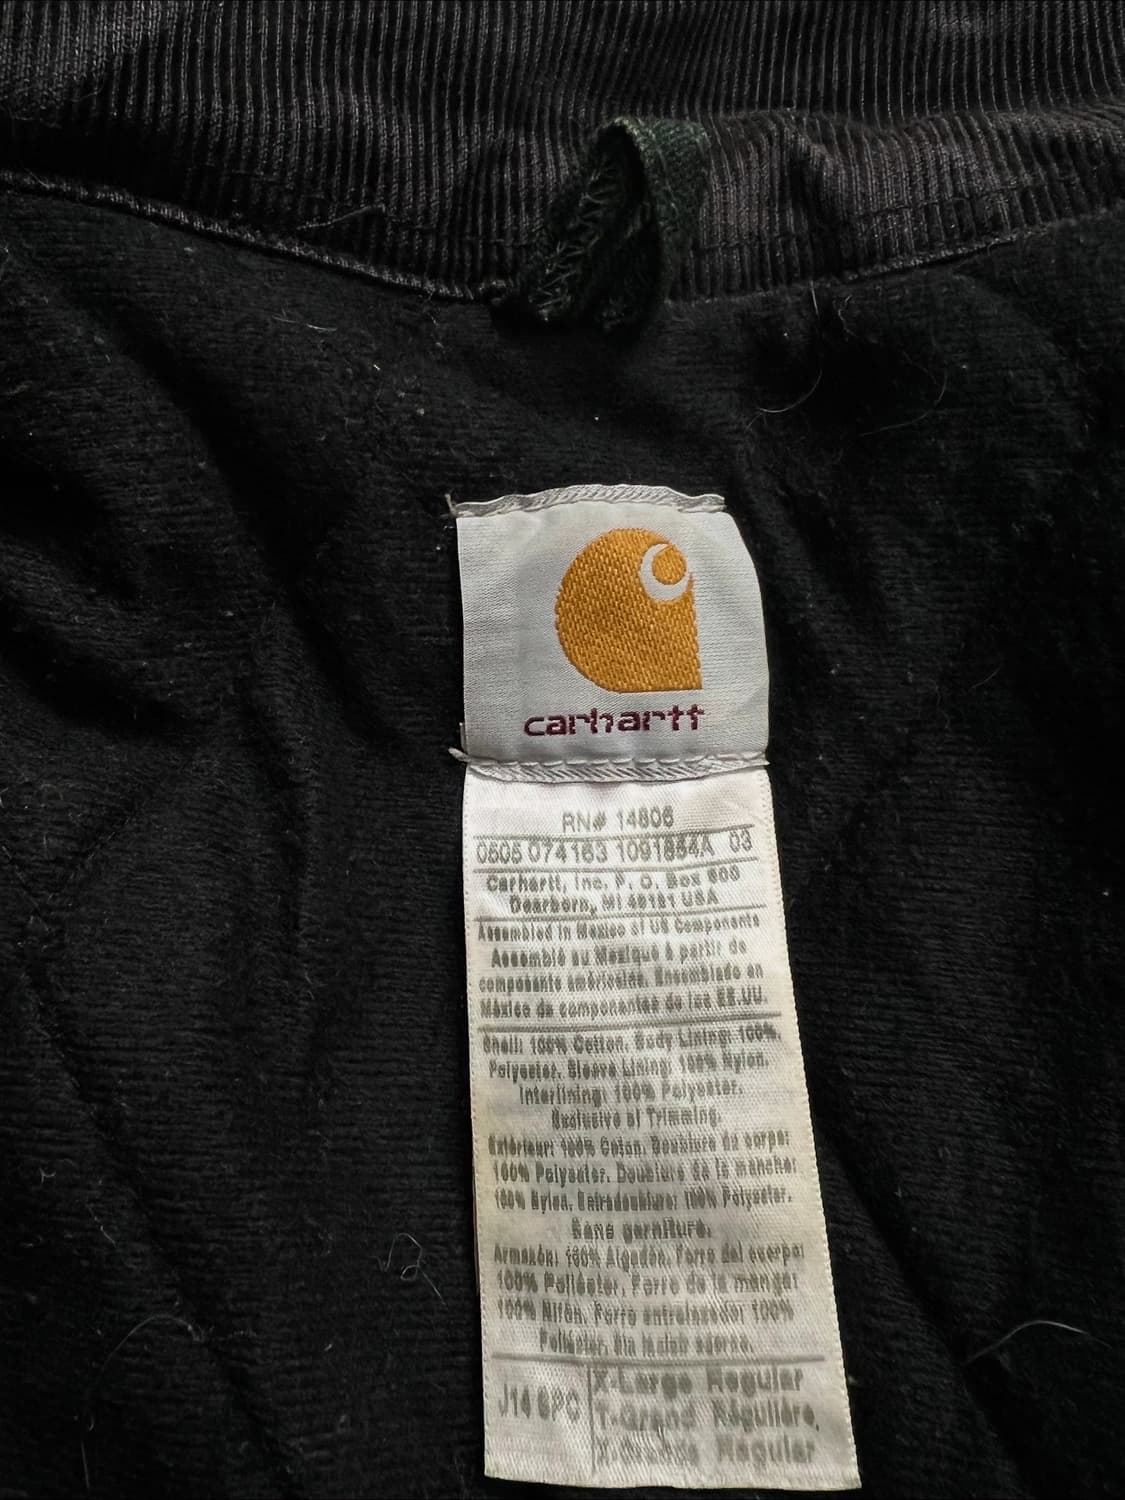 carhartt
RN# 14806
0505 074163 1091864A 03
Carhartt, Inc. P. O. Box 600
Dearborn, MI 48121 USA
Assembled in Mexico of US Components
Assemblé au Mexique à partir de
composants américains. Ensamblado en
México de componentes de los EE.UU.
Shell: 100% Cotton. Body Lining: 100%
Polyester. Sleeve Lining: 100% Nylon.
Interlining: 100% Polyester.
Exclusive of Trimming.
Extérieur: 100% Coton. Doublure du corps:
100% Polyester. Doublure de la manche:
100% Nylon. Entredoublure: 100% Polyester.
Sans garniture.
Armazón: 100% Algodón. Forro del cuerpo:
100% Poliéster. Forro de la manga:
100% Nilón. Forro entrelazado: 100%
Poliéster. Sin incluir adorno.
X-Large Regular
J14 SPC T-Grand Régulière,
X-Grande Regular